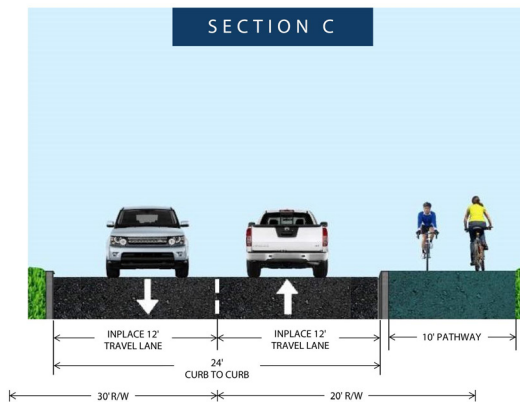 SECTION C
INPLACE 12'
TRAVEL LANE
INPLACE 12'
TRAVEL LANE
10' PATHWAY
24'
CURB TO CURB
30' R/W
20' R/W